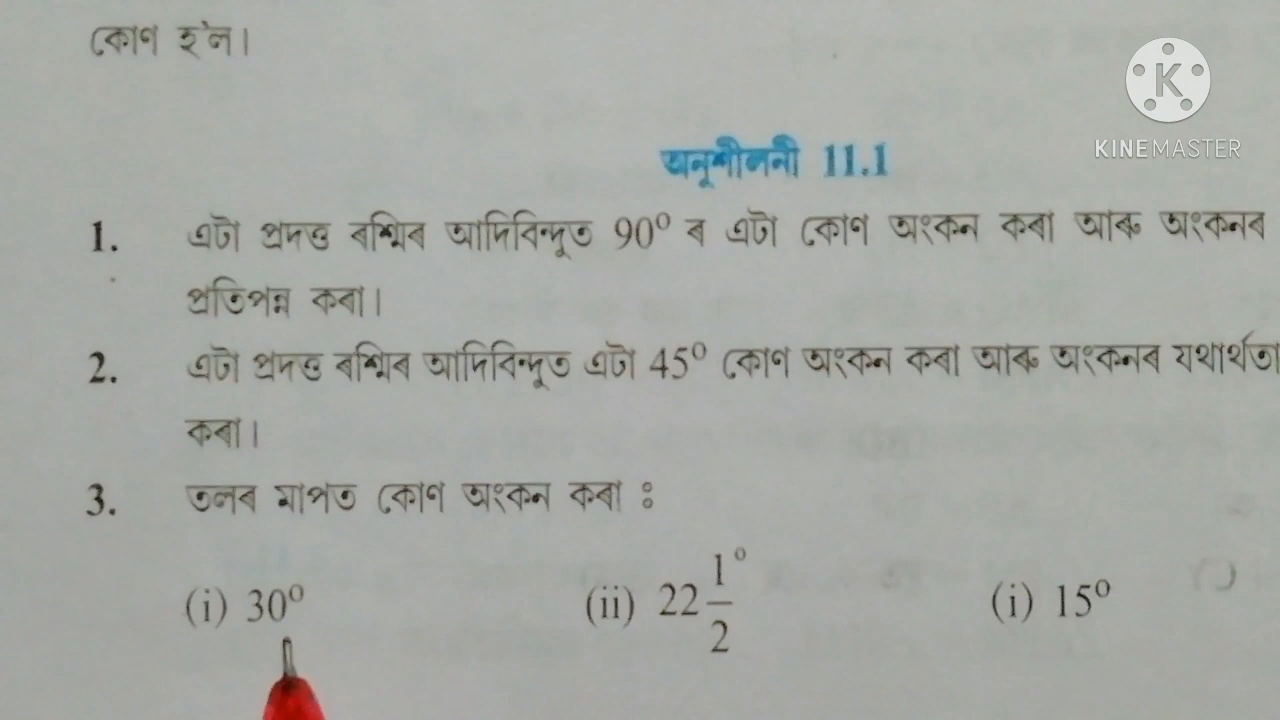 কোণ হ'ল।
K
KINEMASTER
অনুশীলনী 11.1
1. এটা প্ৰদত্ত ৰশ্মিৰ আদিবিন্দুত 90° ৰ এটা কোণ অংকন কৰা আৰু অংকনৰ
প্ৰতিপন্ন কৰা।
2. এটা প্ৰদত্ত ৰশ্মিৰ আদিবিন্দুত এটা 45° কোণ অংকন কৰা আৰু অংকনৰ যথাৰ্থতা
কৰা।
3. তলৰ মাপত কোণ অংকন কৰা :
(i) 30° (ii) 22 1/2° (i) 15°